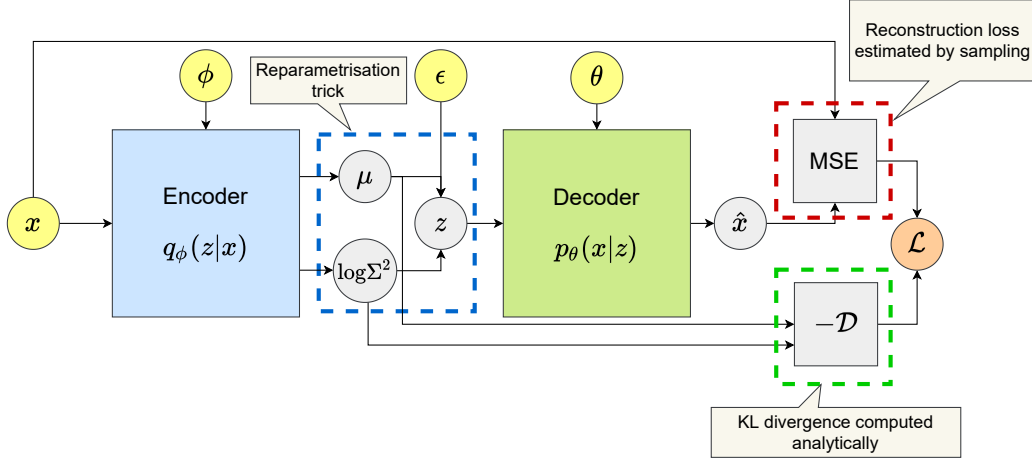 Reconstruction loss
estimated by sampling
Reparametrisation
trick
ϕ
ϵ
θ
Encoder
q_ϕ(z|x)
μ
logΣ²
z
Decoder
p_θ(x|z)
x
x̂
MSE
ℒ
−𝒟
KL divergence computed
analytically